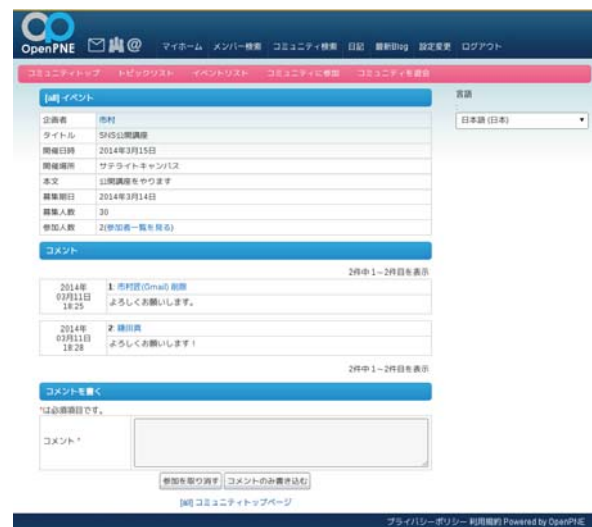 OpenPNE
マイホーム メンバー検索 コミュニティ検索 日記 最新Blog 設定変更 ログアウト
コミュニティトップ トピックリスト イベントリスト コミュニティに参加 コミュニティを退会
[all] イベント
企画者 市村
タイトル SNS公開講座
開催日時 2014年3月15日
開催場所 サテライトキャンパス
本文 公開講座をやります
募集期日 2014年3月14日
募集人数 30
参加人数 2(参加者一覧を見る)
言語
日本語 (日本)
コメント
2件中 1～2件目を表示
2014年
03月11日
18:25
1: 市村匠(Gmail) 削除
よろしくお願いします。
2014年
03月11日
18:28
2: 鎌田真
よろしくお願いします！
2件中 1～2件目を表示
コメントを書く
*は必須項目です。
コメント *
参加を取り消す コメントのみ書き込む
[all] コミュニティトップページ
プライバシーポリシー 利用規約 Powered by OpenPNE